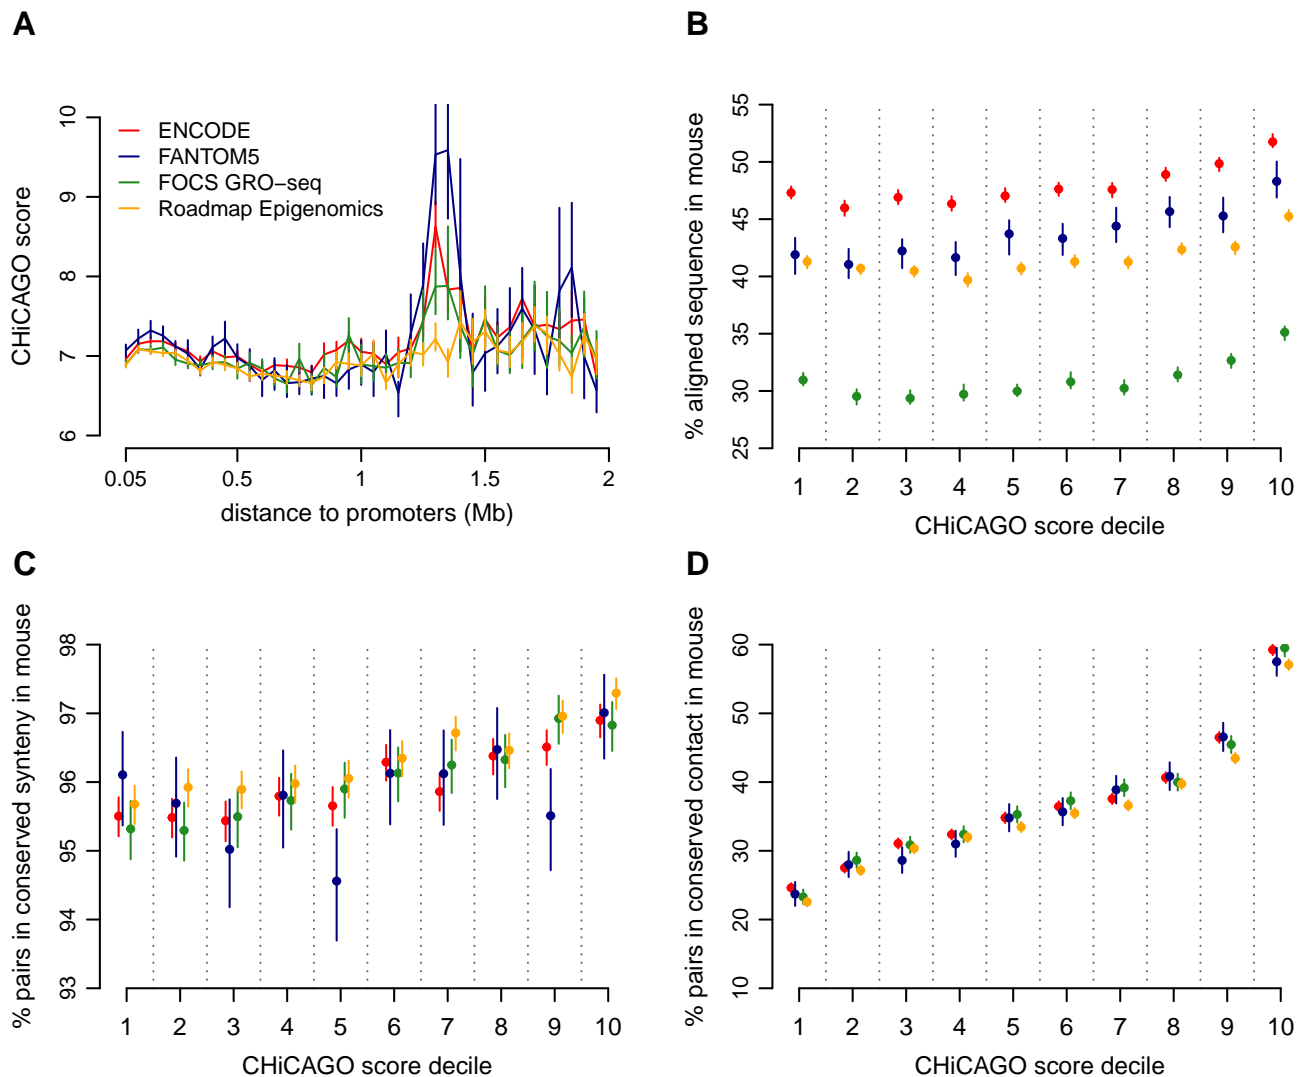 A
CHiCAGO score
10
9
8
7
6
ENCODE
FANTOM5
FOCS GRO−seq
Roadmap Epigenomics
0.05 0.5 1 1.5 2
distance to promoters (Mb)
B
% aligned sequence in mouse
55
50
45
40
35
30
25
1 2 3 4 5 6 7 8 9 10
CHiCAGO score decile
C
% pairs in conserved synteny in mouse
98
97
96
95
94
93
1 2 3 4 5 6 7 8 9 10
CHiCAGO score decile
D
% pairs in conserved contact in mouse
60
50
40
30
20
10
1 2 3 4 5 6 7 8 9 10
CHiCAGO score decile